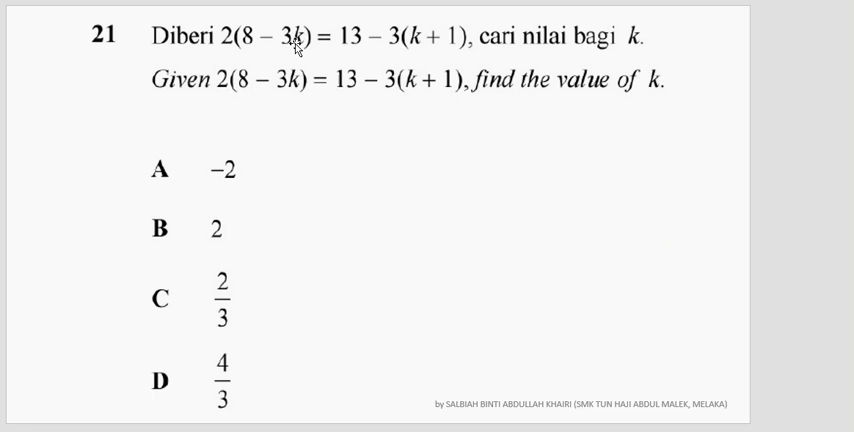 21 Diberi 2(8 – 3k) = 13 – 3(k + 1), cari nilai bagi k.
Given 2(8 – 3k) = 13 – 3(k + 1), find the value of k.
A –2
B 2
C 2/3
D 4/3
by SALBIAH BINTI ABDULLAH KHAIRI (SMK TUN HAJI ABDUL MALEK, MELAKA)